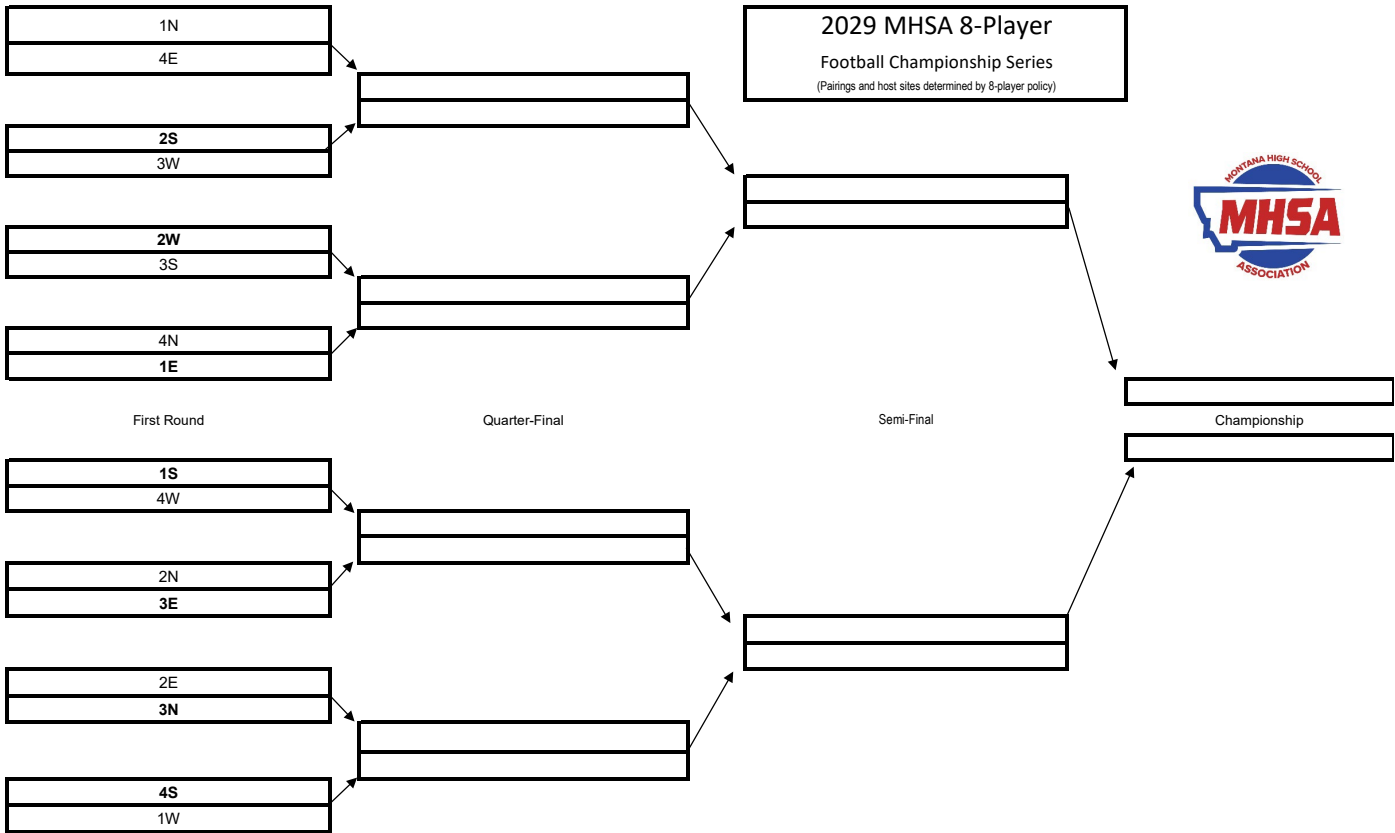 1N
4E
2029 MHSA 8-Player
Football Championship Series
(Pairings and host sites determined by 8-player policy)
2S
3W
MONTANA HIGH SCHOOL
MHSA
ASSOCIATION
2W
3S
4N
1E
First Round
Quarter-Final
Semi-Final
Championship
1S
4W
2N
3E
2E
3N
4S
1W